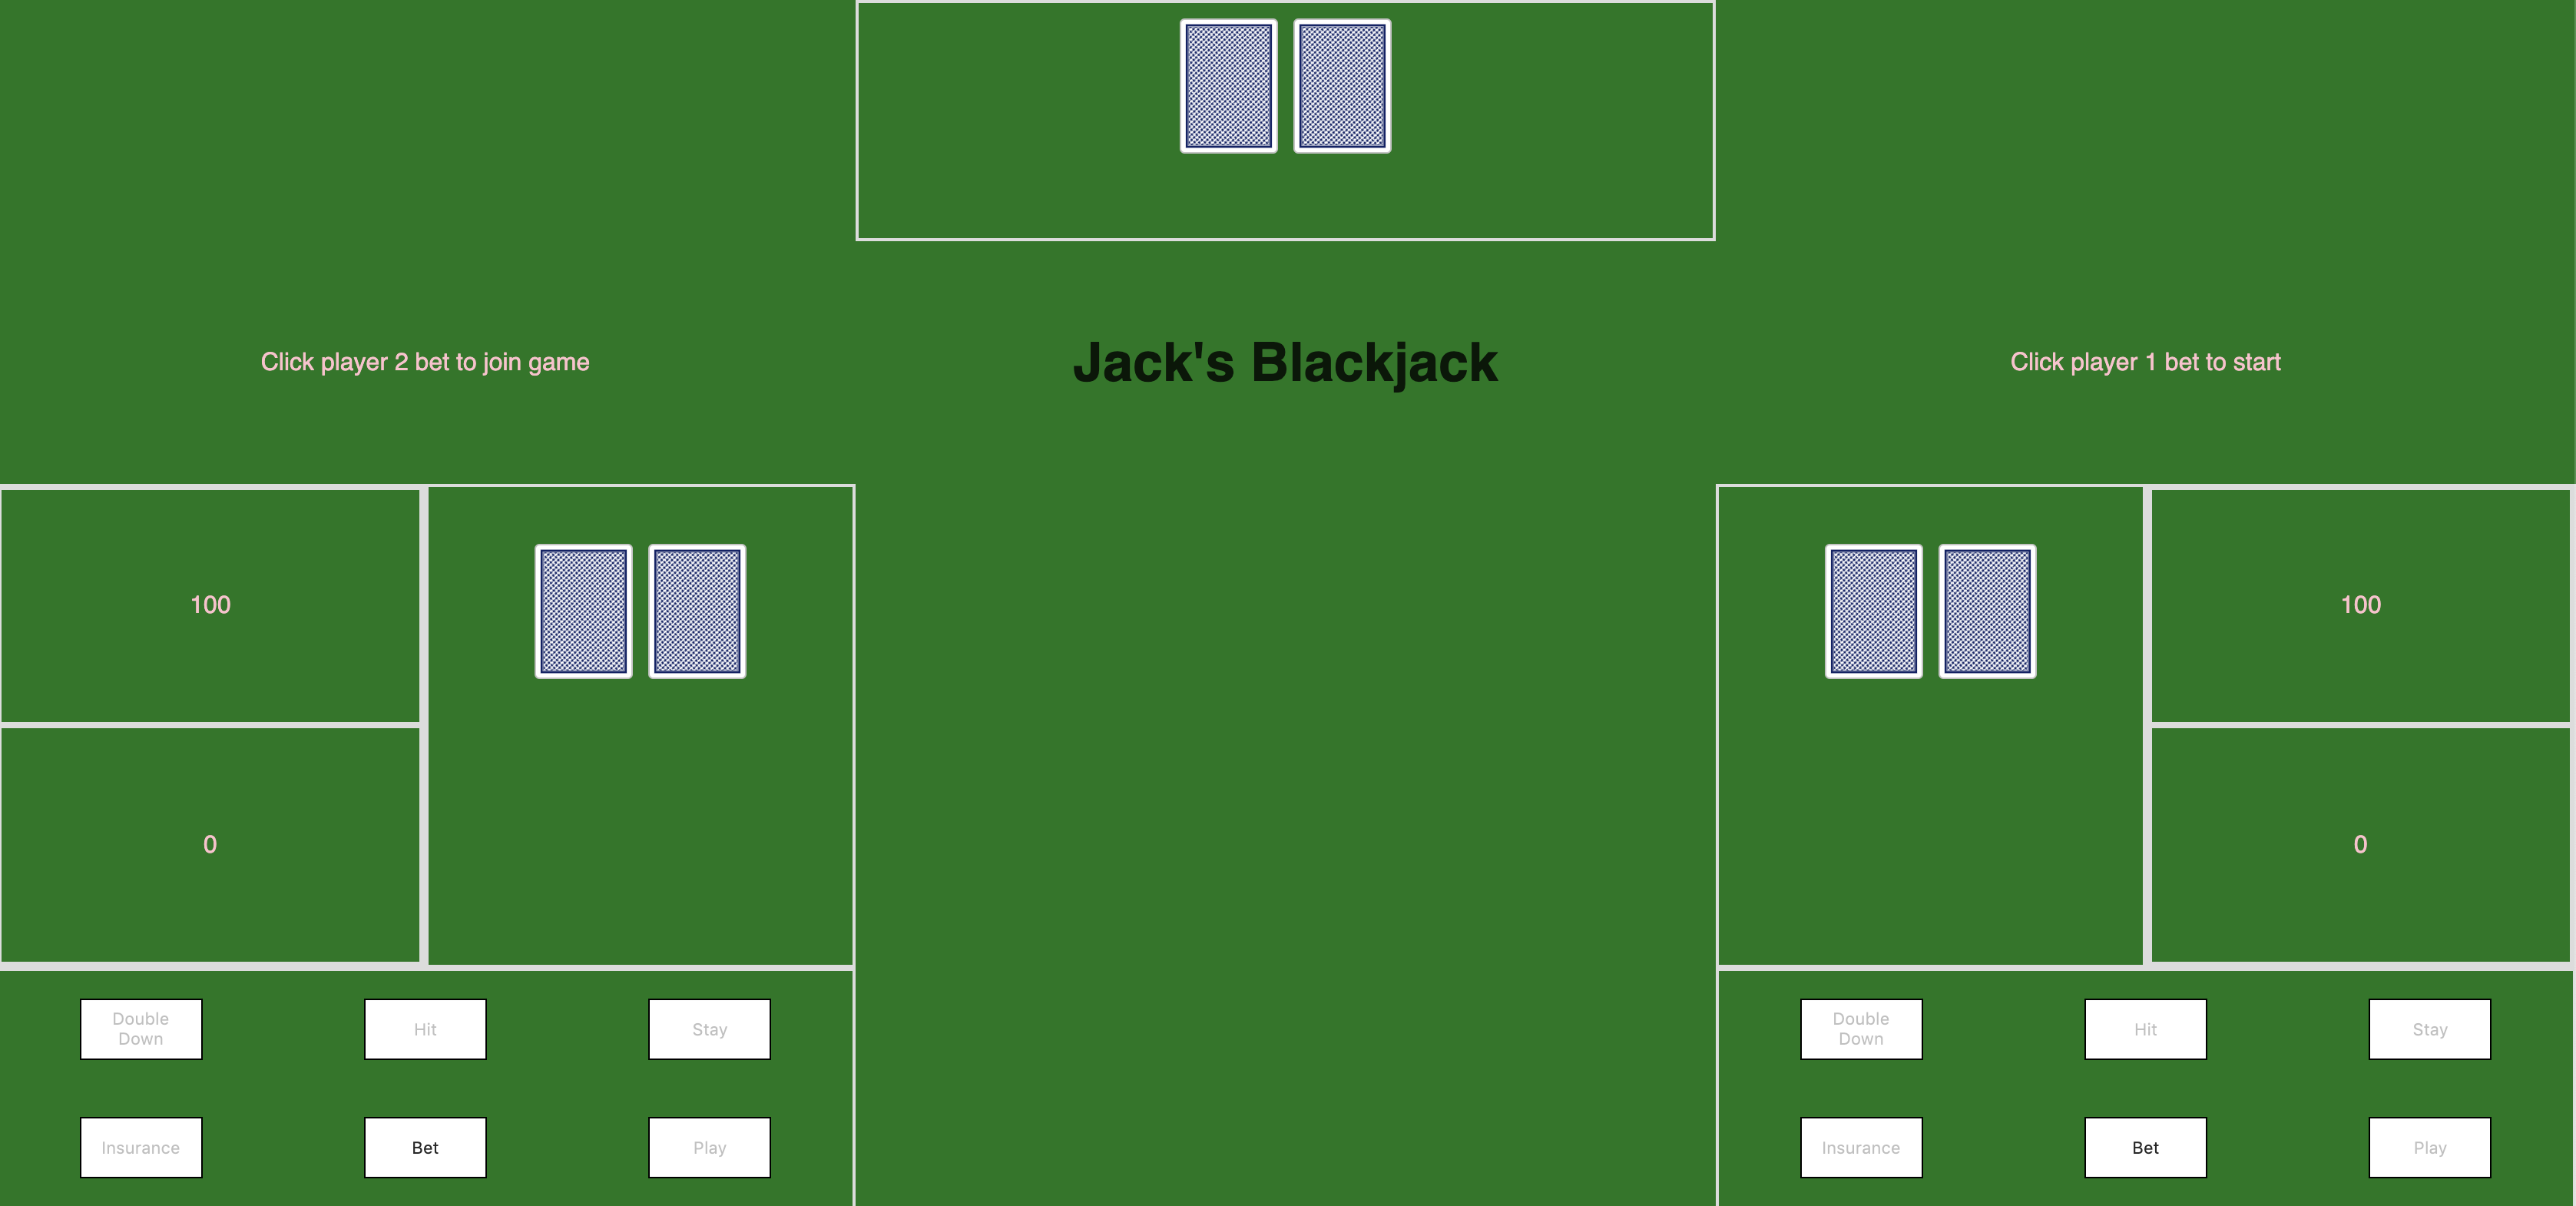 Click player 2 bet to join game
Jack's Blackjack
Click player 1 bet to start
100
0
100
0
Double
Down
Hit
Stay
Insurance
Bet
Play
Double
Down
Hit
Stay
Insurance
Bet
Play